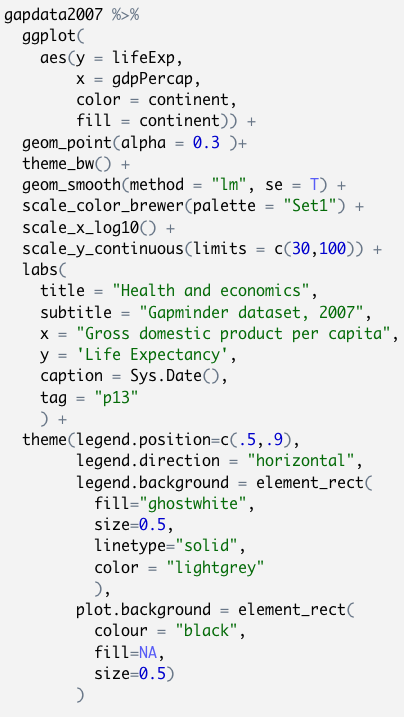 gapdata2007 %>%
  ggplot(
    aes(y = lifeExp,
        x = gdpPercap,
        color = continent,
        fill = continent)) +
  geom_point(alpha = 0.3 )+
  theme_bw() +
  geom_smooth(method = "lm", se = T) +
  scale_color_brewer(palette = "Set1") +
  scale_x_log10() +
  scale_y_continuous(limits = c(30,100)) +
  labs(
    title = "Health and economics",
    subtitle = "Gapminder dataset, 2007",
    x = "Gross domestic product per capita",
    y = 'Life Expectancy',
    caption = Sys.Date(),
    tag = "p13"
    ) +
  theme(legend.position=c(.5,.9),
        legend.direction = "horizontal",
        legend.background = element_rect(
          fill="ghostwhite",
          size=0.5,
          linetype="solid",
          color = "lightgrey"
          ),
        plot.background = element_rect(
          colour = "black",
          fill=NA,
          size=0.5)
        )